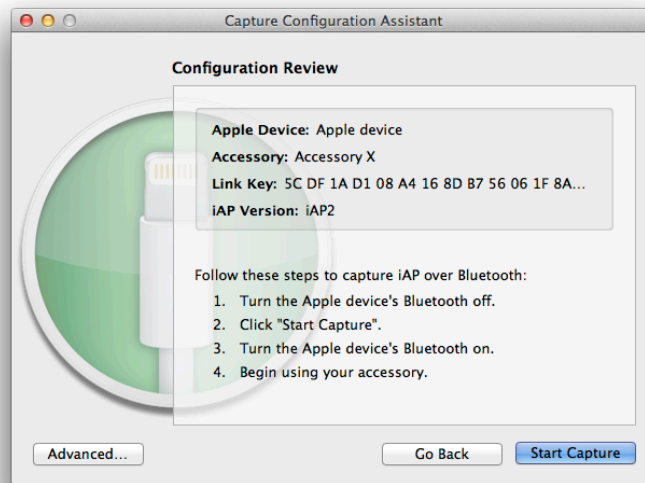 Capture Configuration Assistant
Configuration Review
Apple Device: Apple device
Accessory: Accessory X
Link Key: 5C DF 1A D1 08 A4 16 8D B7 56 06 1F 8A...
iAP Version: iAP2
Follow these steps to capture iAP over Bluetooth:
1. Turn the Apple device's Bluetooth off.
2. Click "Start Capture".
3. Turn the Apple device's Bluetooth on.
4. Begin using your accessory.
Advanced... Go Back Start Capture